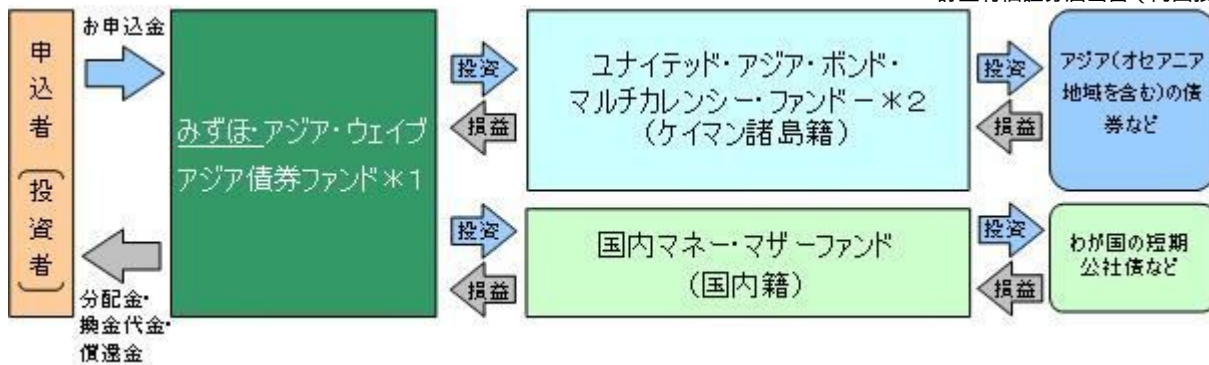 申込者（投資者）
お申込金
分配金・
換金代金・
償還金
みずほ・アジア・ウェイブ
アジア債券ファンド＊1
投資
損益
ユナイテッド・アジア・ボンド・
マルチカレンシー・ファンド－＊2
（ケイマン諸島籍）
投資
損益
アジア（オセアニア
地域を含む）の債
券など
投資
損益
国内マネー・マザーファンド
（国内籍）
投資
損益
わが国の短期
公社債など